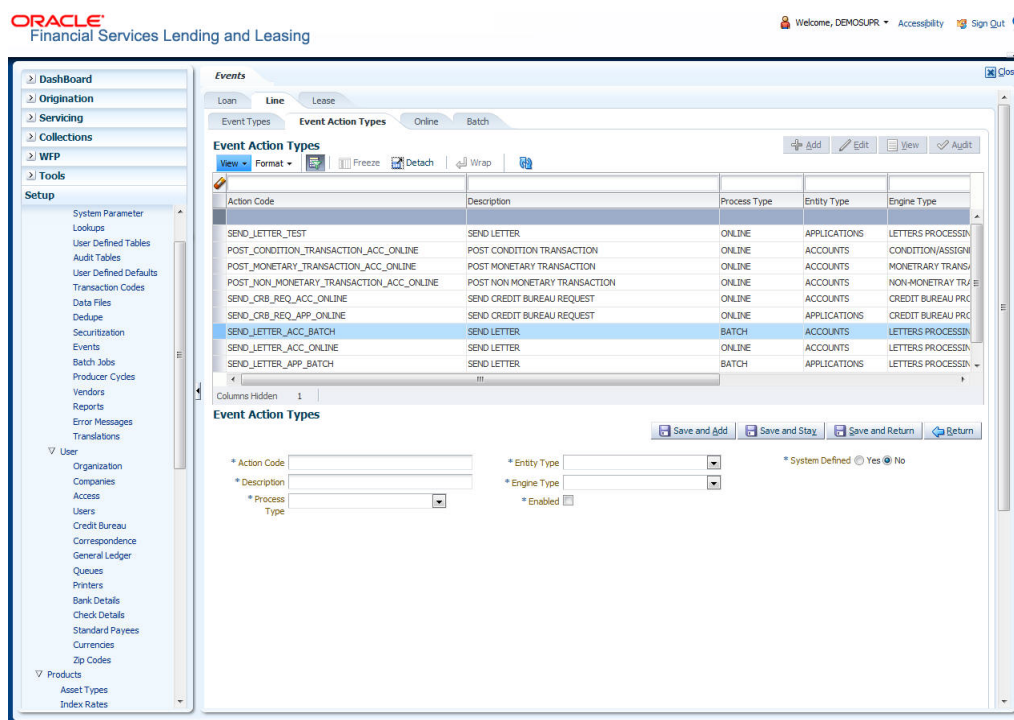 ORACLE
Financial Services Lending and Leasing
Welcome, DEMOSUPR Accessibility Sign Out
DashBoard
Origination
Servicing
Collections
WFP
Tools
Setup
System Parameter
Lookups
User Defined Tables
Audit Tables
User Defined Defaults
Transaction Codes
Data Files
Dedupe
Securitization
Events
Batch Jobs
Producer Cycles
Vendors
Reports
Error Messages
Translations
User
Organization
Companies
Access
Users
Credit Bureau
Correspondence
General Ledger
Queues
Printers
Bank Details
Check Details
Standard Payees
Currencies
Zip Codes
Products
Asset Types
Index Rates
Events
Clos
Loan Line Lease
Event Types Event Action Types Online Batch
Event Action Types
Add Edit View Audit
View Format Freeze Detach Wrap
Action Code Description Process Type Entity Type Engine Type
SEND_LETTER_TEST SEND LETTER ONLINE APPLICATIONS LETTERS PROCESSIN
POST_CONDITION_TRANSACTION_ACC_ONLINE POST CONDITION TRANSACTION ONLINE ACCOUNTS CONDITION/ASSIGN
POST_MONETARY_TRANSACTION_ACC_ONLINE POST MONETARY TRANSACTION ONLINE ACCOUNTS MONETRARY TRANS
POST_NON_MONETARY_TRANSACTION_ACC_ONLINE POST NON MONETARY TRANSACTION ONLINE ACCOUNTS NON-MONETRAY TRA
SEND_CRB_REQ_ACC_ONLINE SEND CREDIT BUREAU REQUEST ONLINE ACCOUNTS CREDIT BUREAU PRO
SEND_CRB_REQ_APP_ONLINE SEND CREDIT BUREAU REQUEST ONLINE APPLICATIONS CREDIT BUREAU PRO
SEND_LETTER_ACC_BATCH SEND LETTER BATCH ACCOUNTS LETTERS PROCESSIN
SEND_LETTER_ACC_ONLINE SEND LETTER ONLINE ACCOUNTS LETTERS PROCESSIN
SEND_LETTER_APP_BATCH SEND LETTER BATCH APPLICATIONS LETTERS PROCESSIN
Columns Hidden 1
Event Action Types
Save and Add Save and Stay Save and Return Return
* Action Code * Entity Type * System Defined Yes No
* Description * Engine Type
* Process Type * Enabled